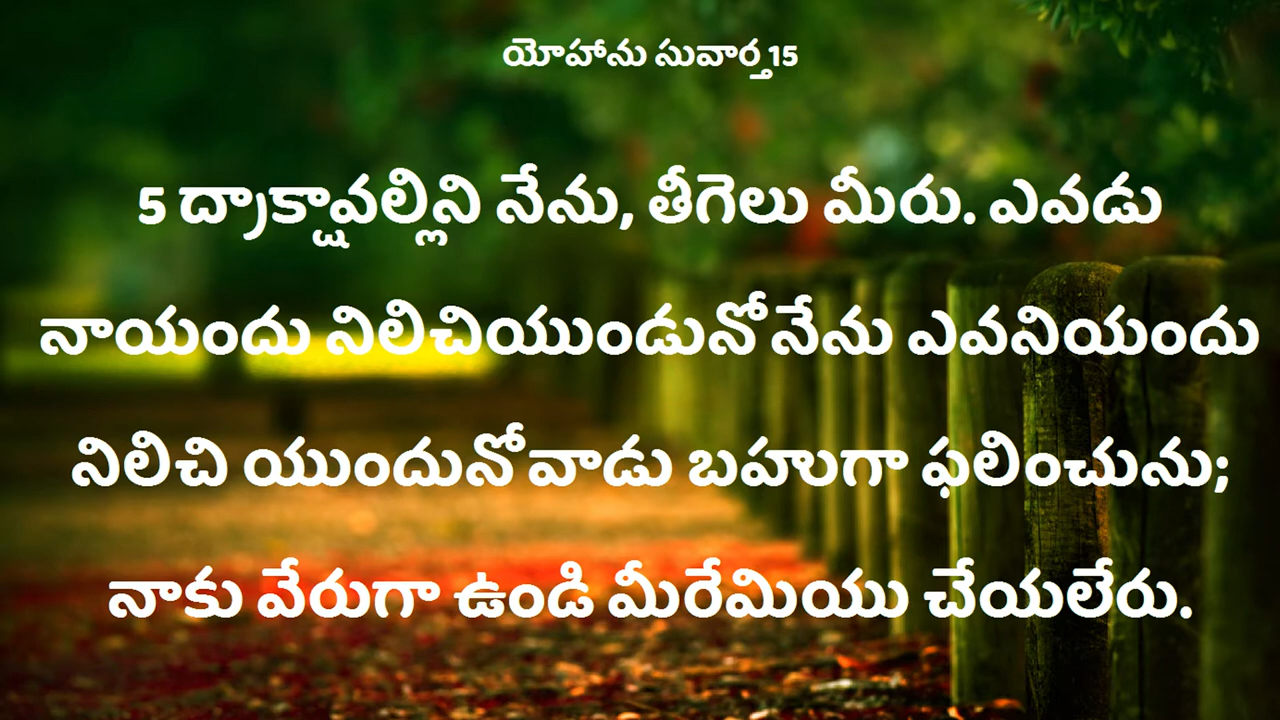 యోహాను సువార్త 15
5 ద్రాక్షావల్లిని నేను, తీగెలు మీరు. ఎవడు
నాయందు నిలిచియుండునో నేను ఎవనియందు
నిలిచి యుందునో వాడు బహుగా ఫలించును;
నాకు వేరుగా ఉండి మీరేమియు చేయలేరు.